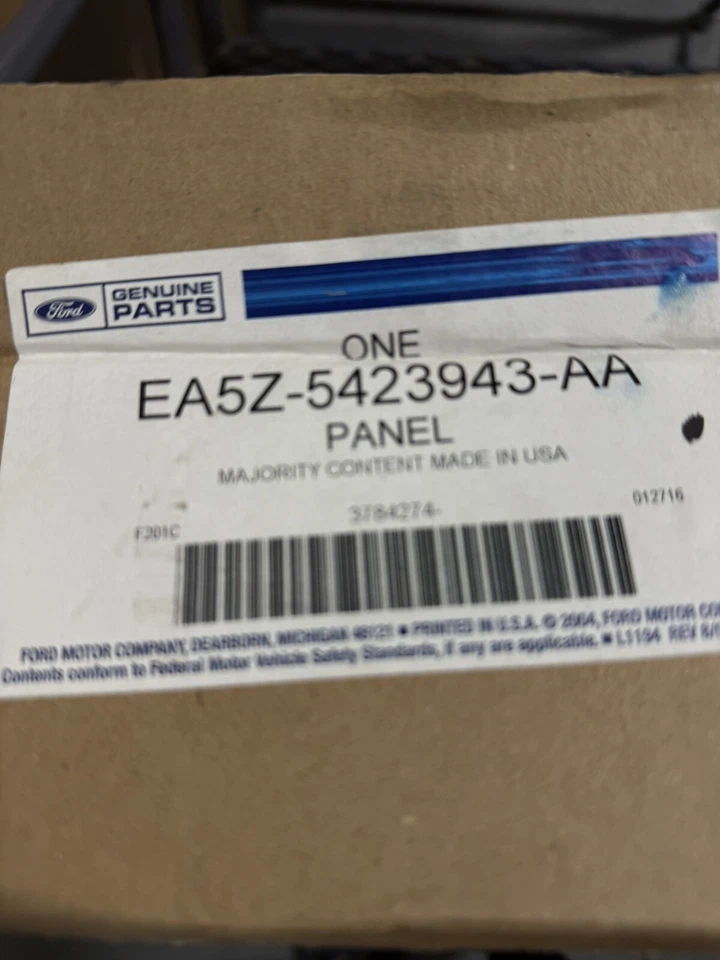 Ford
GENUINE
PARTS
ONE
EA5Z-5423943-AA
PANEL
MAJORITY CONTENT MADE IN USA
3784274-
012716
F201C
FORD MOTOR COMPANY, DEARBORN, MICHIGAN 48121 ■ PRINTED IN U.S.A. © 2004, FORD MOTOR CO
Contents conform to Federal Motor Vehicle Safety Standards, if any are applicable. ■ L1154 REV